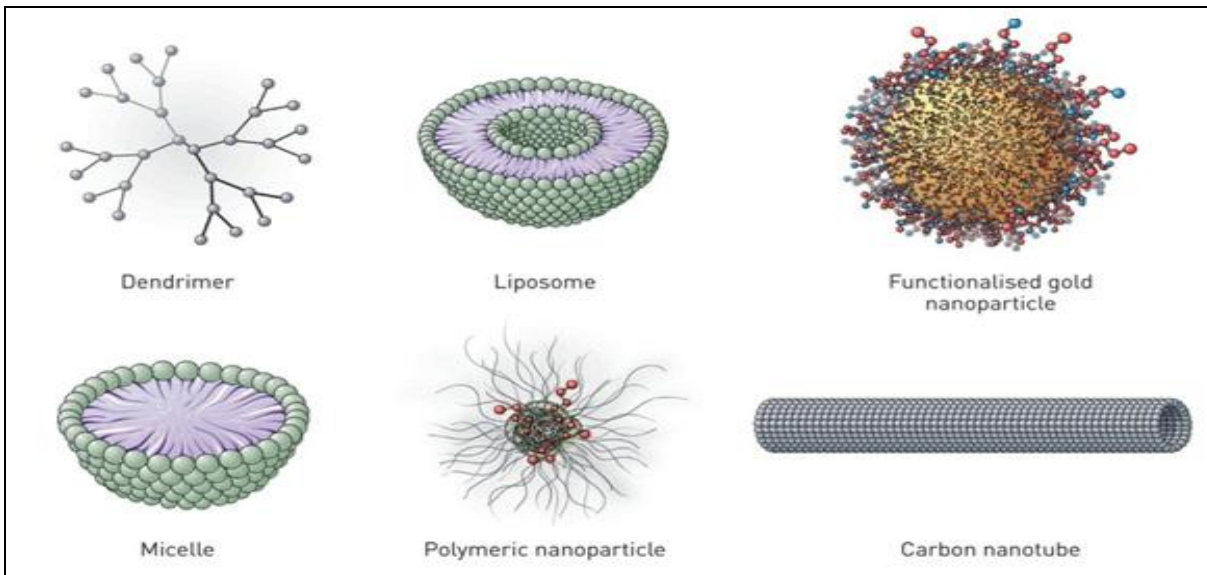 Dendrimer
Liposome
Functionalised gold
nanoparticle
Micelle
Polymeric nanoparticle
Carbon nanotube